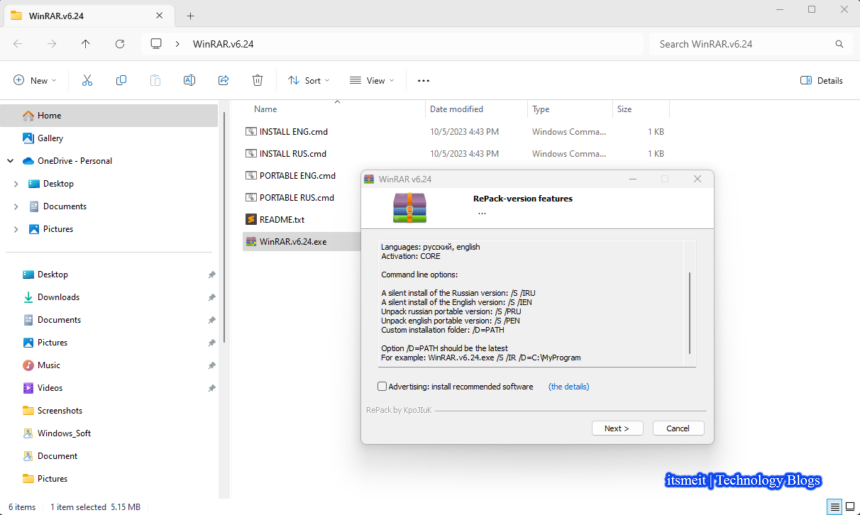 WinRAR.v6.24
WinRAR.v6.24
Search WinRAR.v6.24
New
Sort
View
Details
Name
Date modified
Type
Size
Home
Gallery
OneDrive - Personal
Desktop
Documents
Pictures
Desktop
Downloads
Documents
Pictures
Music
Videos
Screenshots
Windows_Soft
Document
Pictures
INSTALL ENG.cmd 10/5/2023 4:43 PM Windows Comma... 1 KB
INSTALL RUS.cmd 10/5/2023 4:43 PM Windows Comma... 1 KB
PORTABLE ENG.cmd
PORTABLE RUS.cmd
README.txt
WinRAR.v6.24.exe
WinRAR v6.24
RePack-version features
...
Languages: русский, english
Activation: CORE
Command line options:
A silent install of the Russian version: /S /IRU
A silent install of the English version: /S /IEN
Unpack russian portable version: /S /PRU
Unpack english portable version: /S /PEN
Custom installation folder: /D=PATH
Option /D=PATH should be the latest
For example: WinRAR.v6.24.exe /S /IR /D=C:\MyProgram
Advertising: install recommended software (the details)
RePack by KpoJIuK
Next >
Cancel
itsmeit | Technology Blogs
6 items
1 item selected 5.15 MB